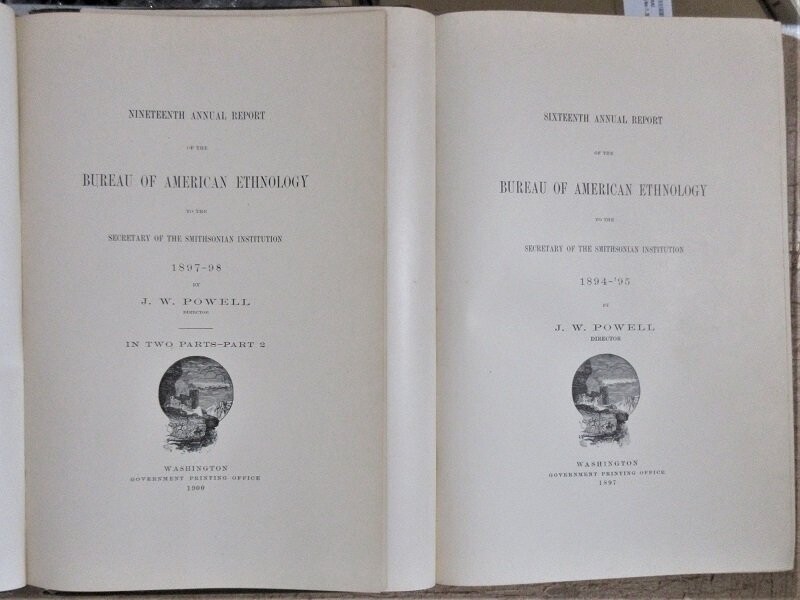 NINETEENTH ANNUAL REPORT
OF THE
BUREAU OF AMERICAN ETHNOLOGY
TO THE
SECRETARY OF THE SMITHSONIAN INSTITUTION
1897-98
BY
J. W. POWELL
DIRECTOR
IN TWO PARTS—PART 2
WASHINGTON
GOVERNMENT PRINTING OFFICE
1900
SIXTEENTH ANNUAL REPORT
OF THE
BUREAU OF AMERICAN ETHNOLOGY
TO THE
SECRETARY OF THE SMITHSONIAN INSTITUTION
1894-'95
BY
J. W. POWELL
DIRECTOR
WASHINGTON
GOVERNMENT PRINTING OFFICE
1897